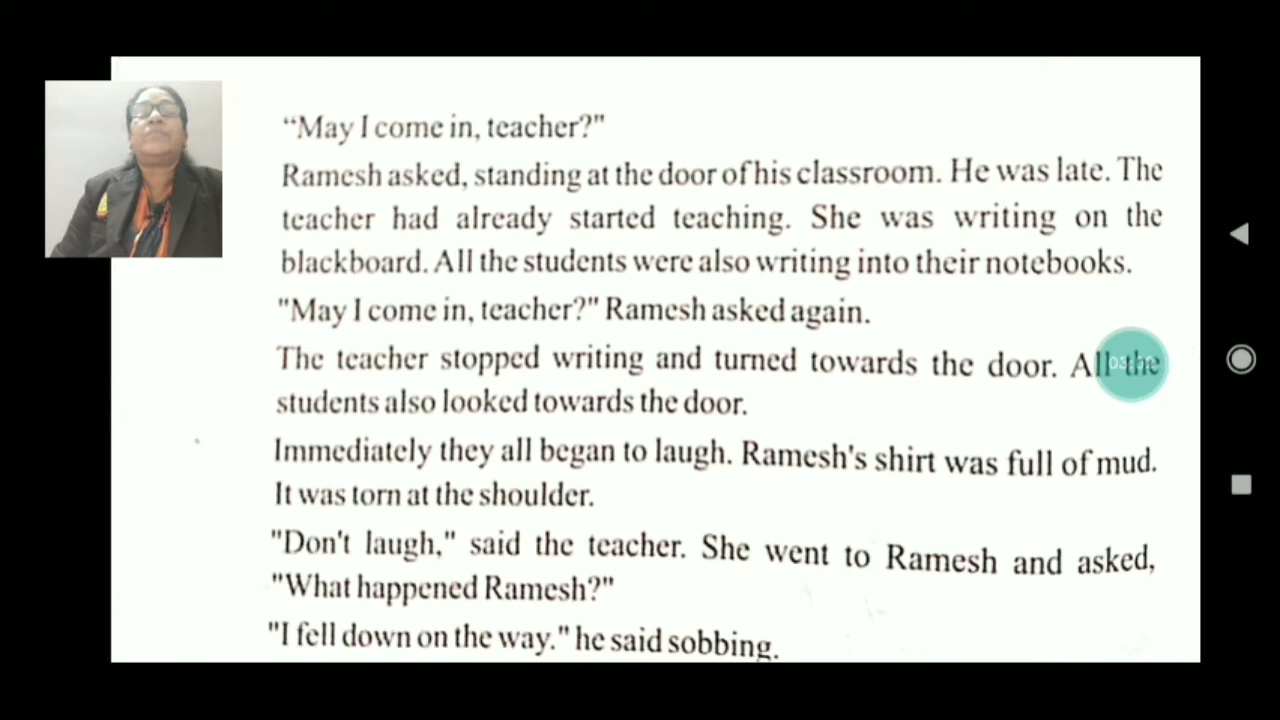 “May I come in, teacher?"
Ramesh asked, standing at the door of his classroom. He was late. The
teacher had already started teaching. She was writing on the
blackboard. All the students were also writing into their notebooks.
"May I come in, teacher?" Ramesh asked again.
The teacher stopped writing and turned towards the door. All the
students also looked towards the door.
Immediately they all began to laugh. Ramesh's shirt was full of mud.
It was torn at the shoulder.
"Don't laugh," said the teacher. She went to Ramesh and asked,
"What happened Ramesh?"
"I fell down on the way." he said sobbing.